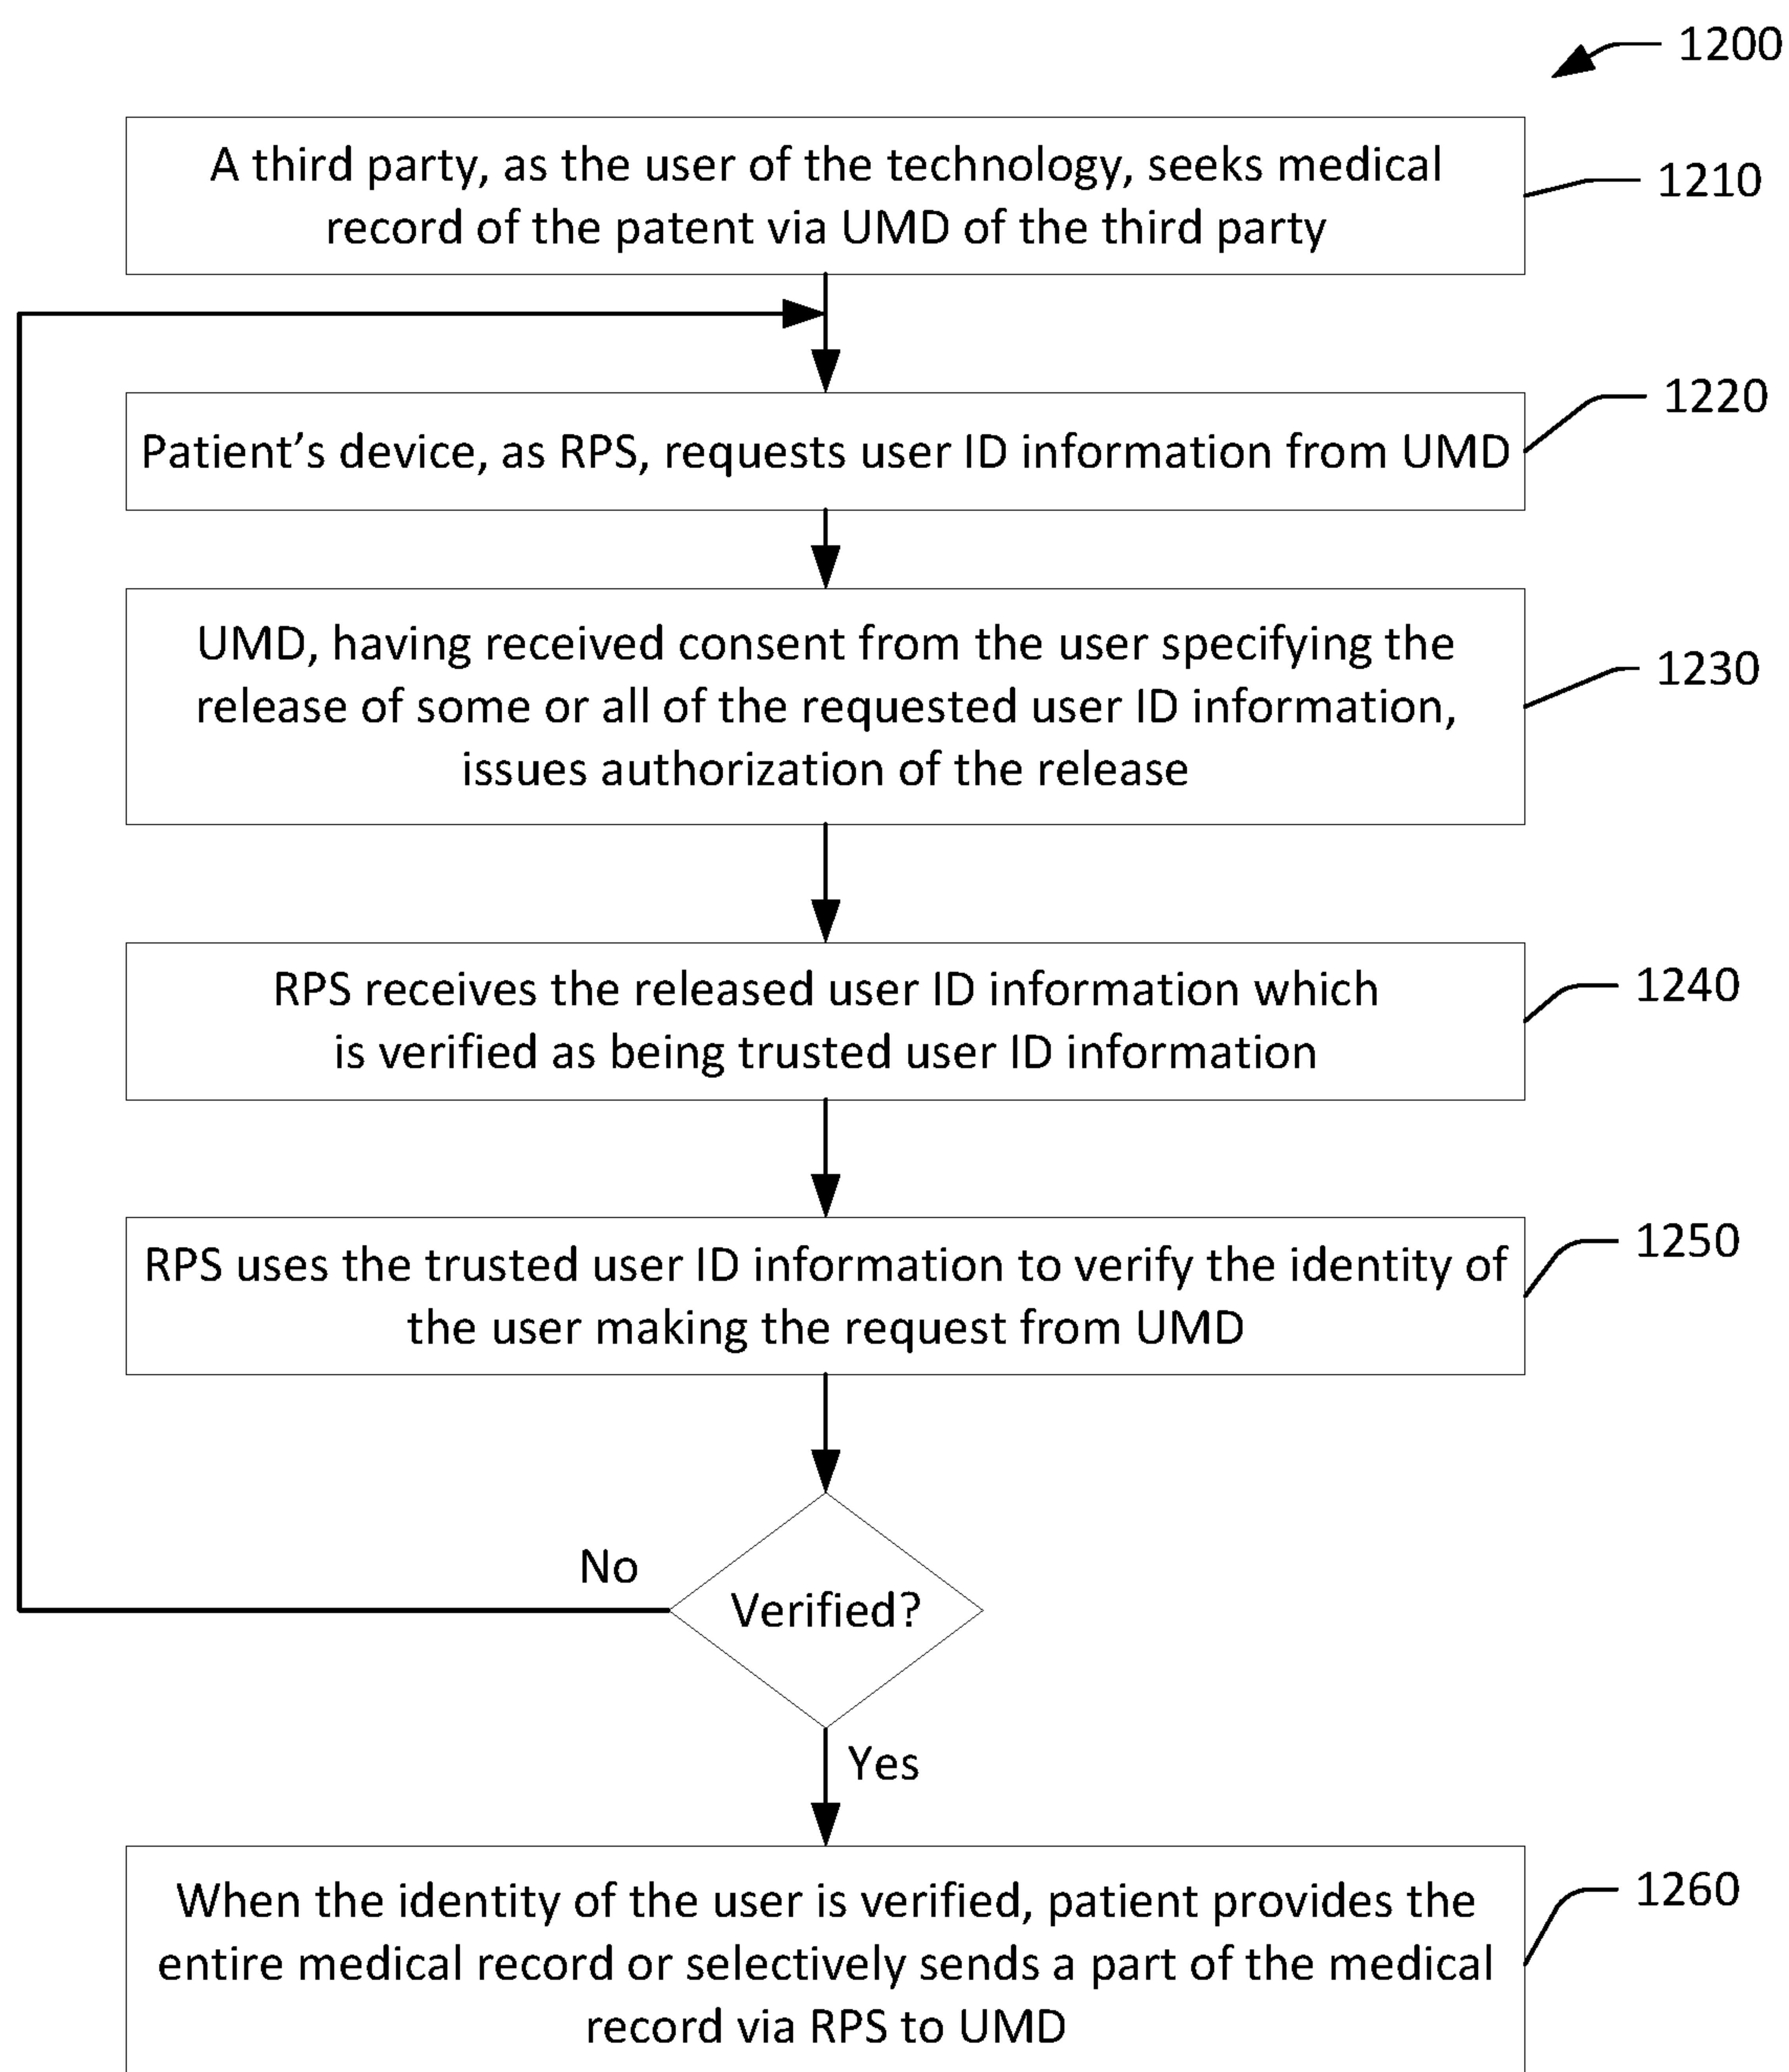 1200
A third party, as the user of the technology, seeks medical
record of the patent via UMD of the third party
1210
Patient's device, as RPS, requests user ID information from UMD
1220
UMD, having received consent from the user specifying the
release of some or all of the requested user ID information,
issues authorization of the release
1230
RPS receives the released user ID information which
is verified as being trusted user ID information
1240
RPS uses the trusted user ID information to verify the identity of
the user making the request from UMD
1250
No
Verified?
Yes
When the identity of the user is verified, patient provides the
entire medical record or selectively sends a part of the medical
record via RPS to UMD
1260